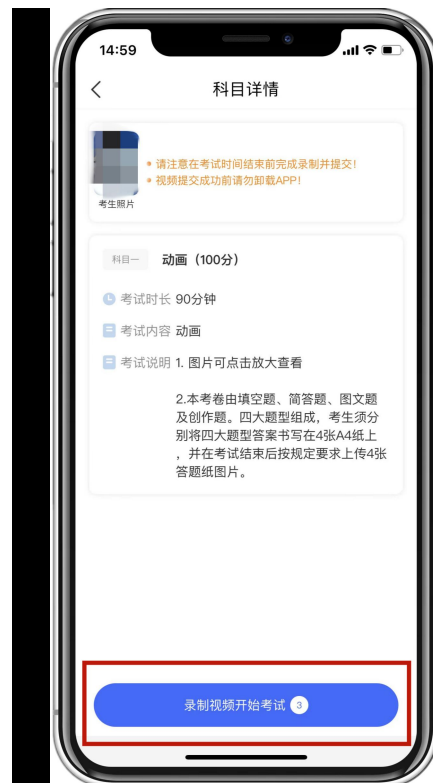 14:59
科目详情
* 请注意在考试时间结束前完成录制并提交!
* 视频提交成功前请勿卸载APP!
考生照片
科目一 动画（100分）
考试时长 90分钟
考试内容 动画
考试说明 1. 图片可点击放大查看
2.本考卷由填空题、简答题、图文题
及创作题。四大题型组成，考生须分
别将四大题型答案书写在4张A4纸上
，并在考试结束后按规定要求上传4张
答题纸图片。
录制视频开始考试 3